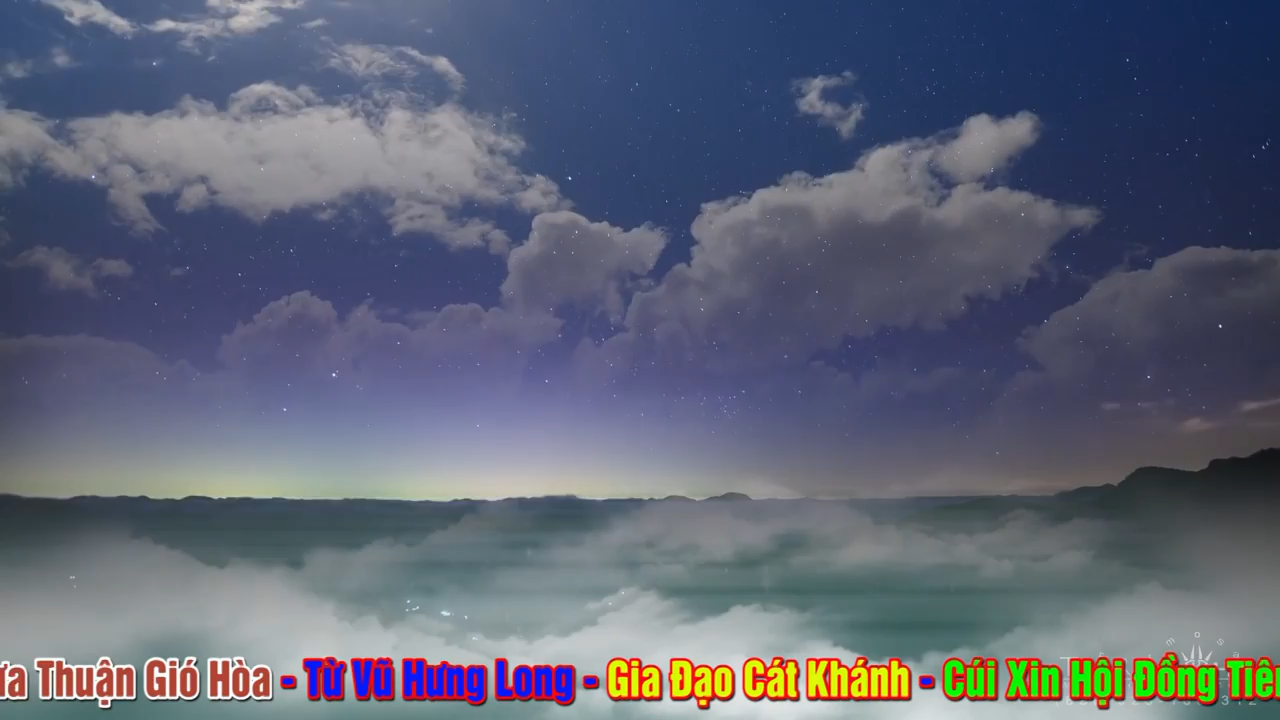 ưa Thuận Gió Hòa - Từ Vũ Hưng Long - Gia Đạo Cát Khánh - Cúi Xin Hội Đồng Tiên